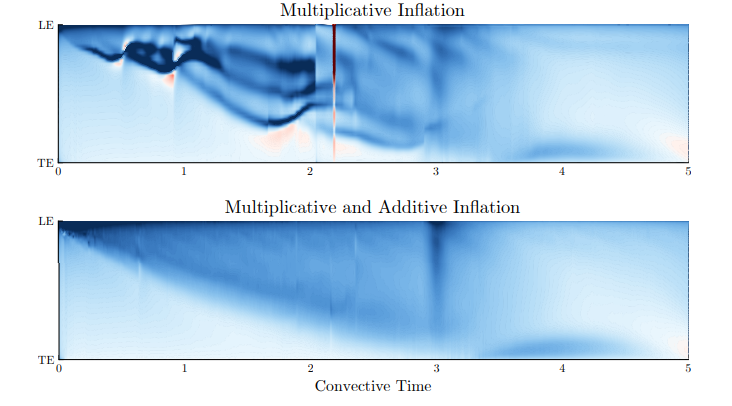 Multiplicative Inflation
LE
TE
0 1 2 3 4 5
Multiplicative and Additive Inflation
LE
TE
0 1 2 3 4 5
Convective Time